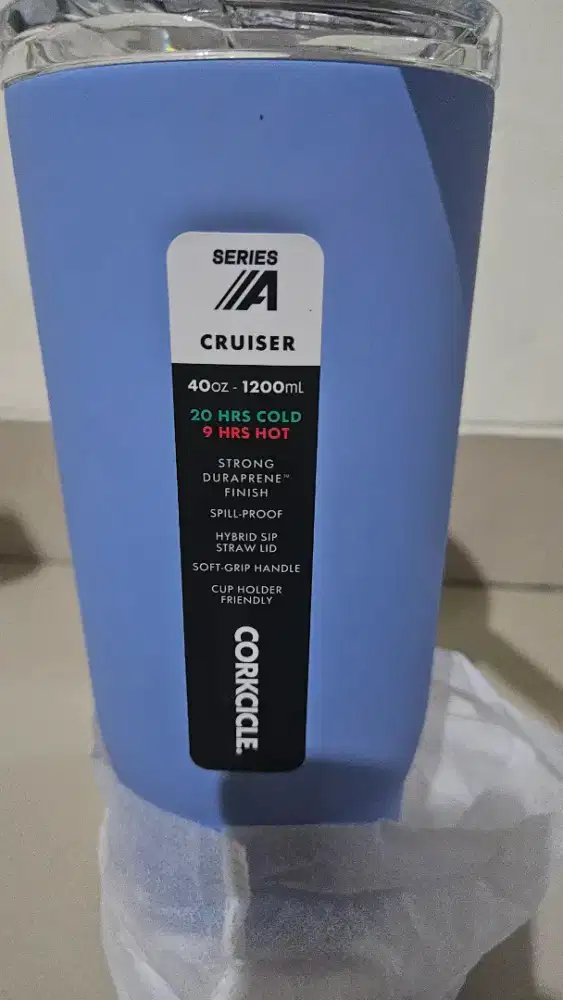 SERIES
//A
CRUISER
40oz - 1200mL
20 HRS COLD
9 HRS HOT
STRONG
DURAPRENE™
FINISH
SPILL-PROOF
HYBRID SIP
STRAW LID
SOFT-GRIP HANDLE
CUP HOLDER
FRIENDLY
CORKCICLE.